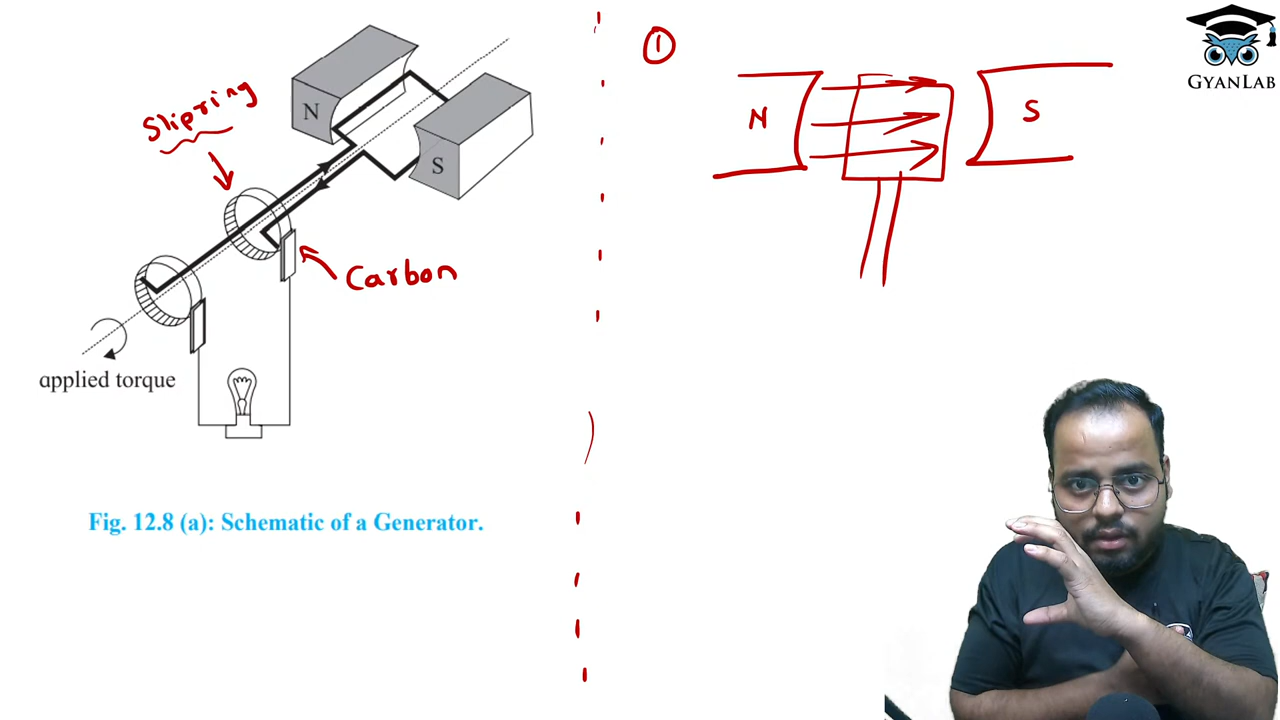 Slipring
N
S
Carbon
applied torque
Fig. 12.8 (a): Schematic of a Generator.
1
N
S
GYANLAB